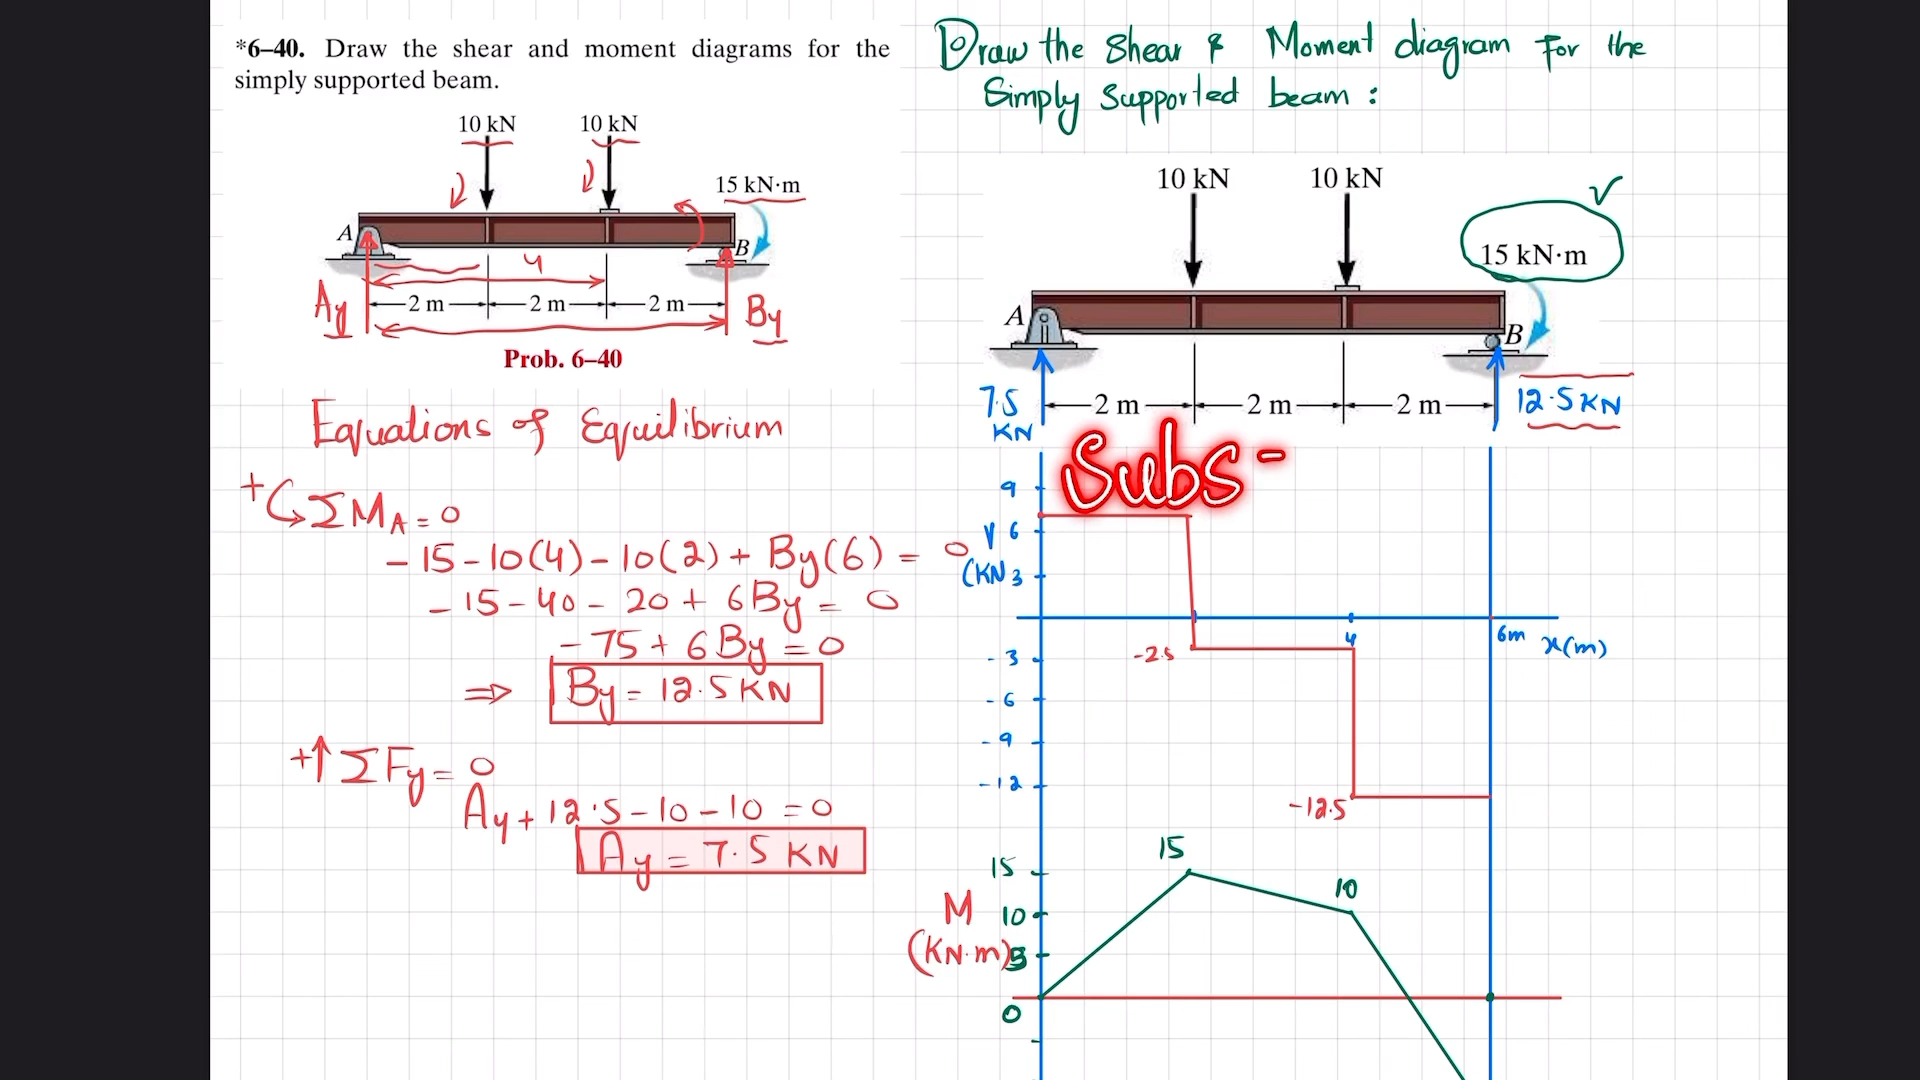 *6–40. Draw the shear and moment diagrams for the
simply supported beam.
10 kN 10 kN
15 kN·m
A
B
4
Ay
2 m 2 m 2 m
By
Prob. 6–40
Equations of Equilibrium
+ ΣMA = 0
-15-10(4)-10(2)+By(6) = 0
-15-40-20+6By = 0
-75+6By = 0
⇒ By = 12.5 KN
+↑ ΣFy = 0
Ay+12.5-10-10 = 0
Ay = 7.5 KN
Draw the Shear & Moment diagram for the
Simply Supported beam :
10 kN 10 kN
15 kN·m
A
B
7.5
KN
2 m 2 m 2 m
12.5 KN
Subs -
9
V 6
(KN 3
4 6m x(m)
-2.5
-3
-6
-9
-12
-12.5
15
15
10
M 10
(KN·m) 5
0